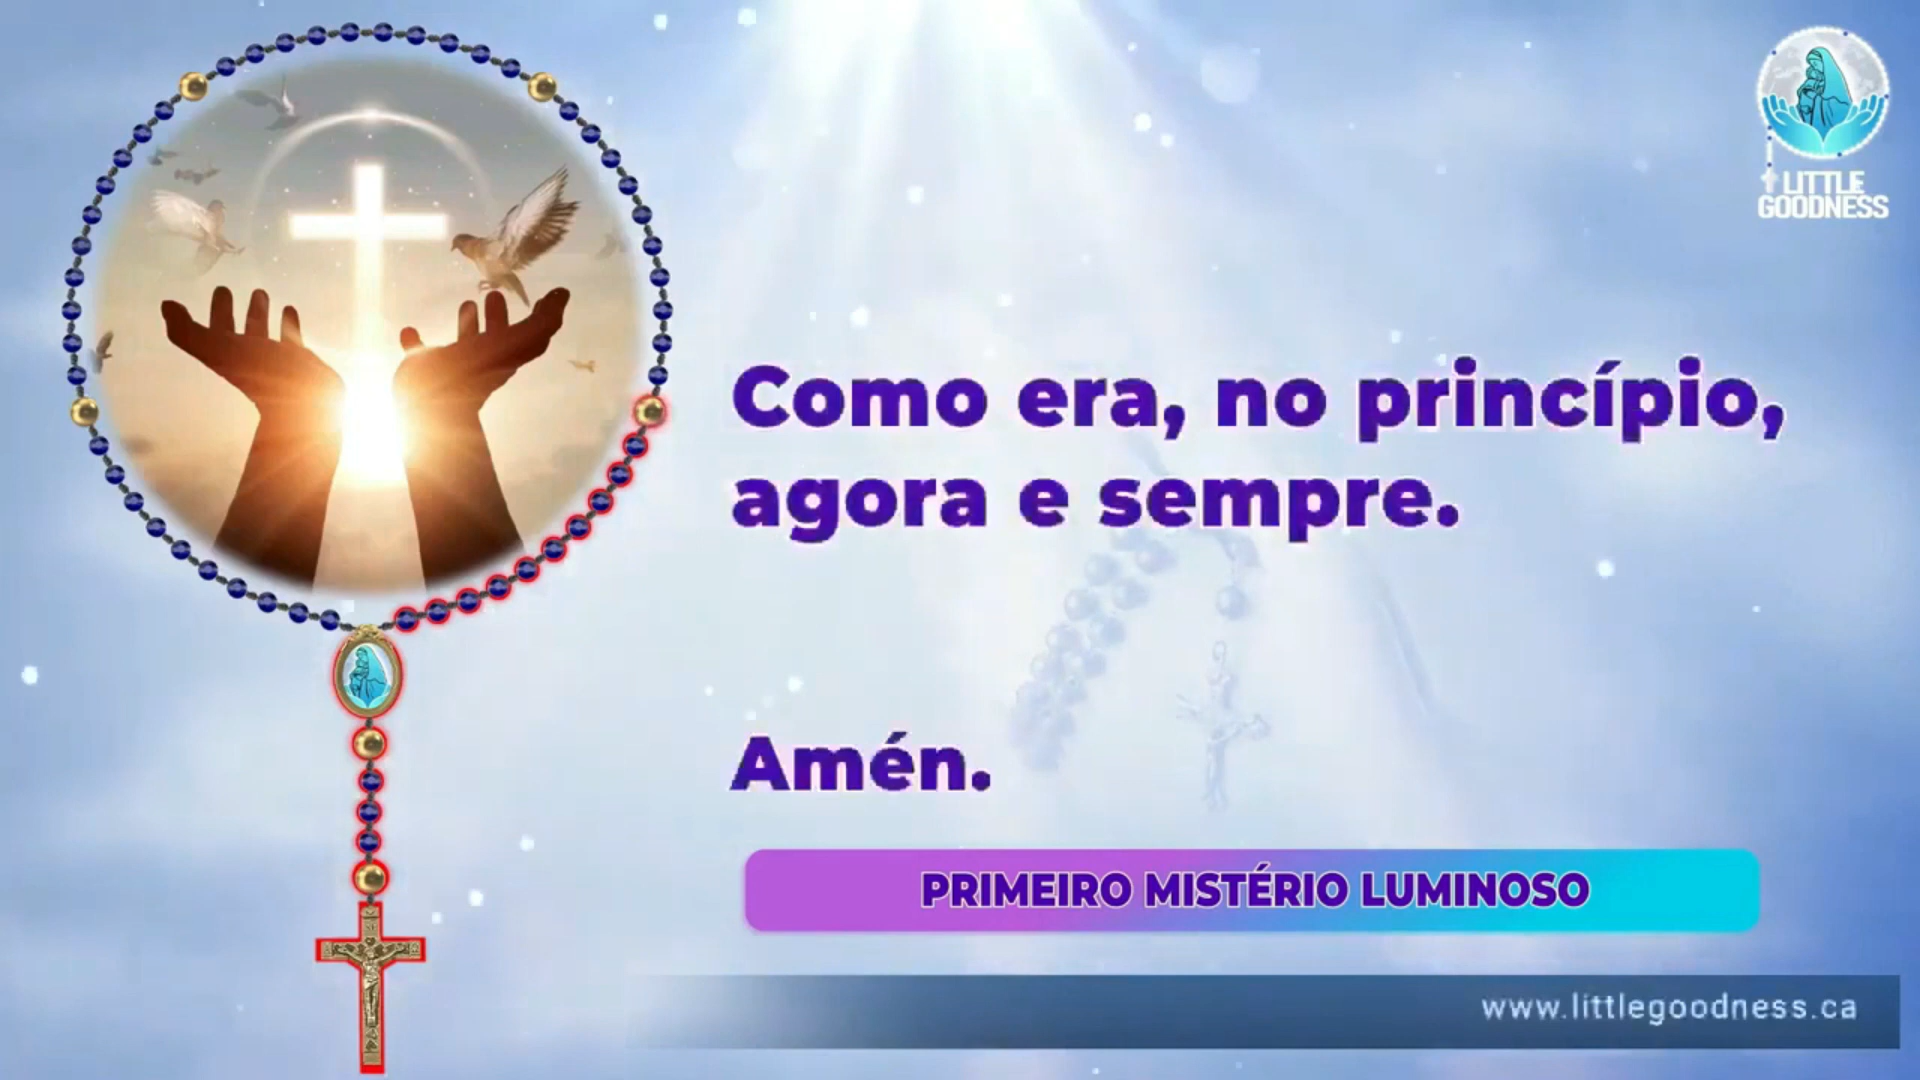 LITTLE
GOODNESS
Como era, no princípio,
agora e sempre.
Amén.
PRIMEIRO MISTÉRIO LUMINOSO
www.littlegoodness.ca